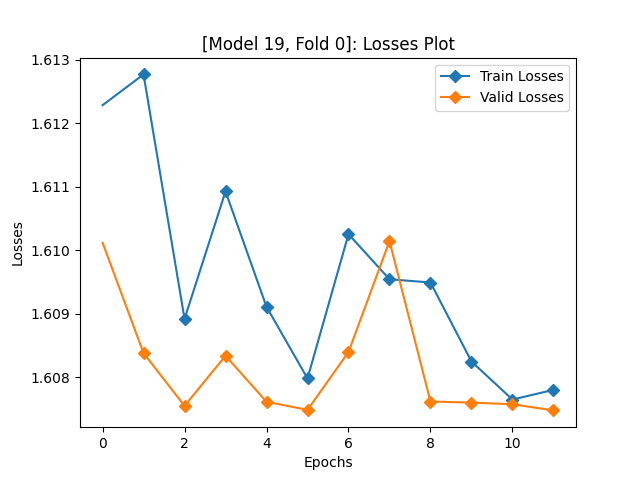 [Model 19, Fold 0]: Losses Plot
Train Losses
Valid Losses
1.613
1.612
1.611
1.610
1.609
1.608
Losses
0
2
4
6
8
10
Epochs